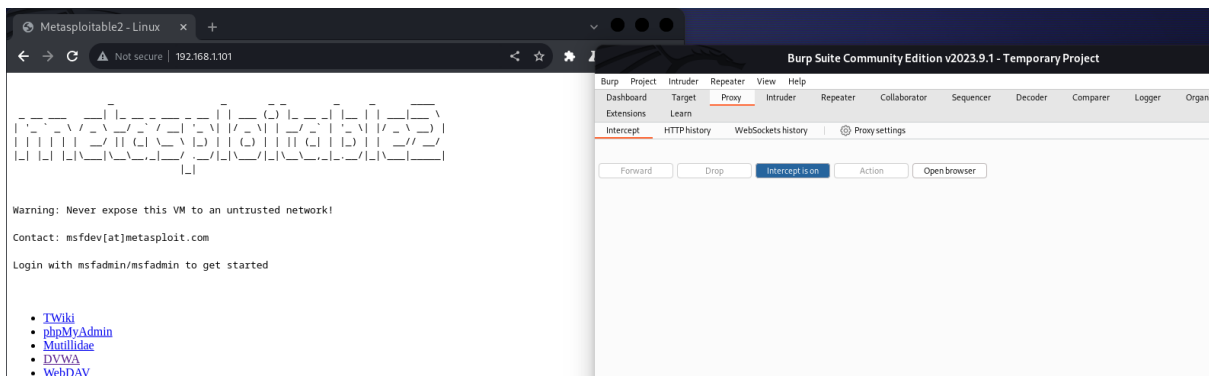 Metasploitable2 - Linux
Not secure 192.168.1.101
metasploitable2
Warning: Never expose this VM to an untrusted network!
Contact: msfdev[at]metasploit.com
Login with msfadmin/msfadmin to get started
TWiki
phpMyAdmin
Mutillidae
DVWA
WebDAV
Burp Suite Community Edition v2023.9.1 - Temporary Project
Burp Project Intruder Repeater View Help
Dashboard Target Proxy Intruder Repeater Collaborator Sequencer Decoder Comparer Logger Organ
Extensions Learn
Intercept HTTP history WebSockets history Proxy settings
Forward Drop Intercept is on Action Open browser